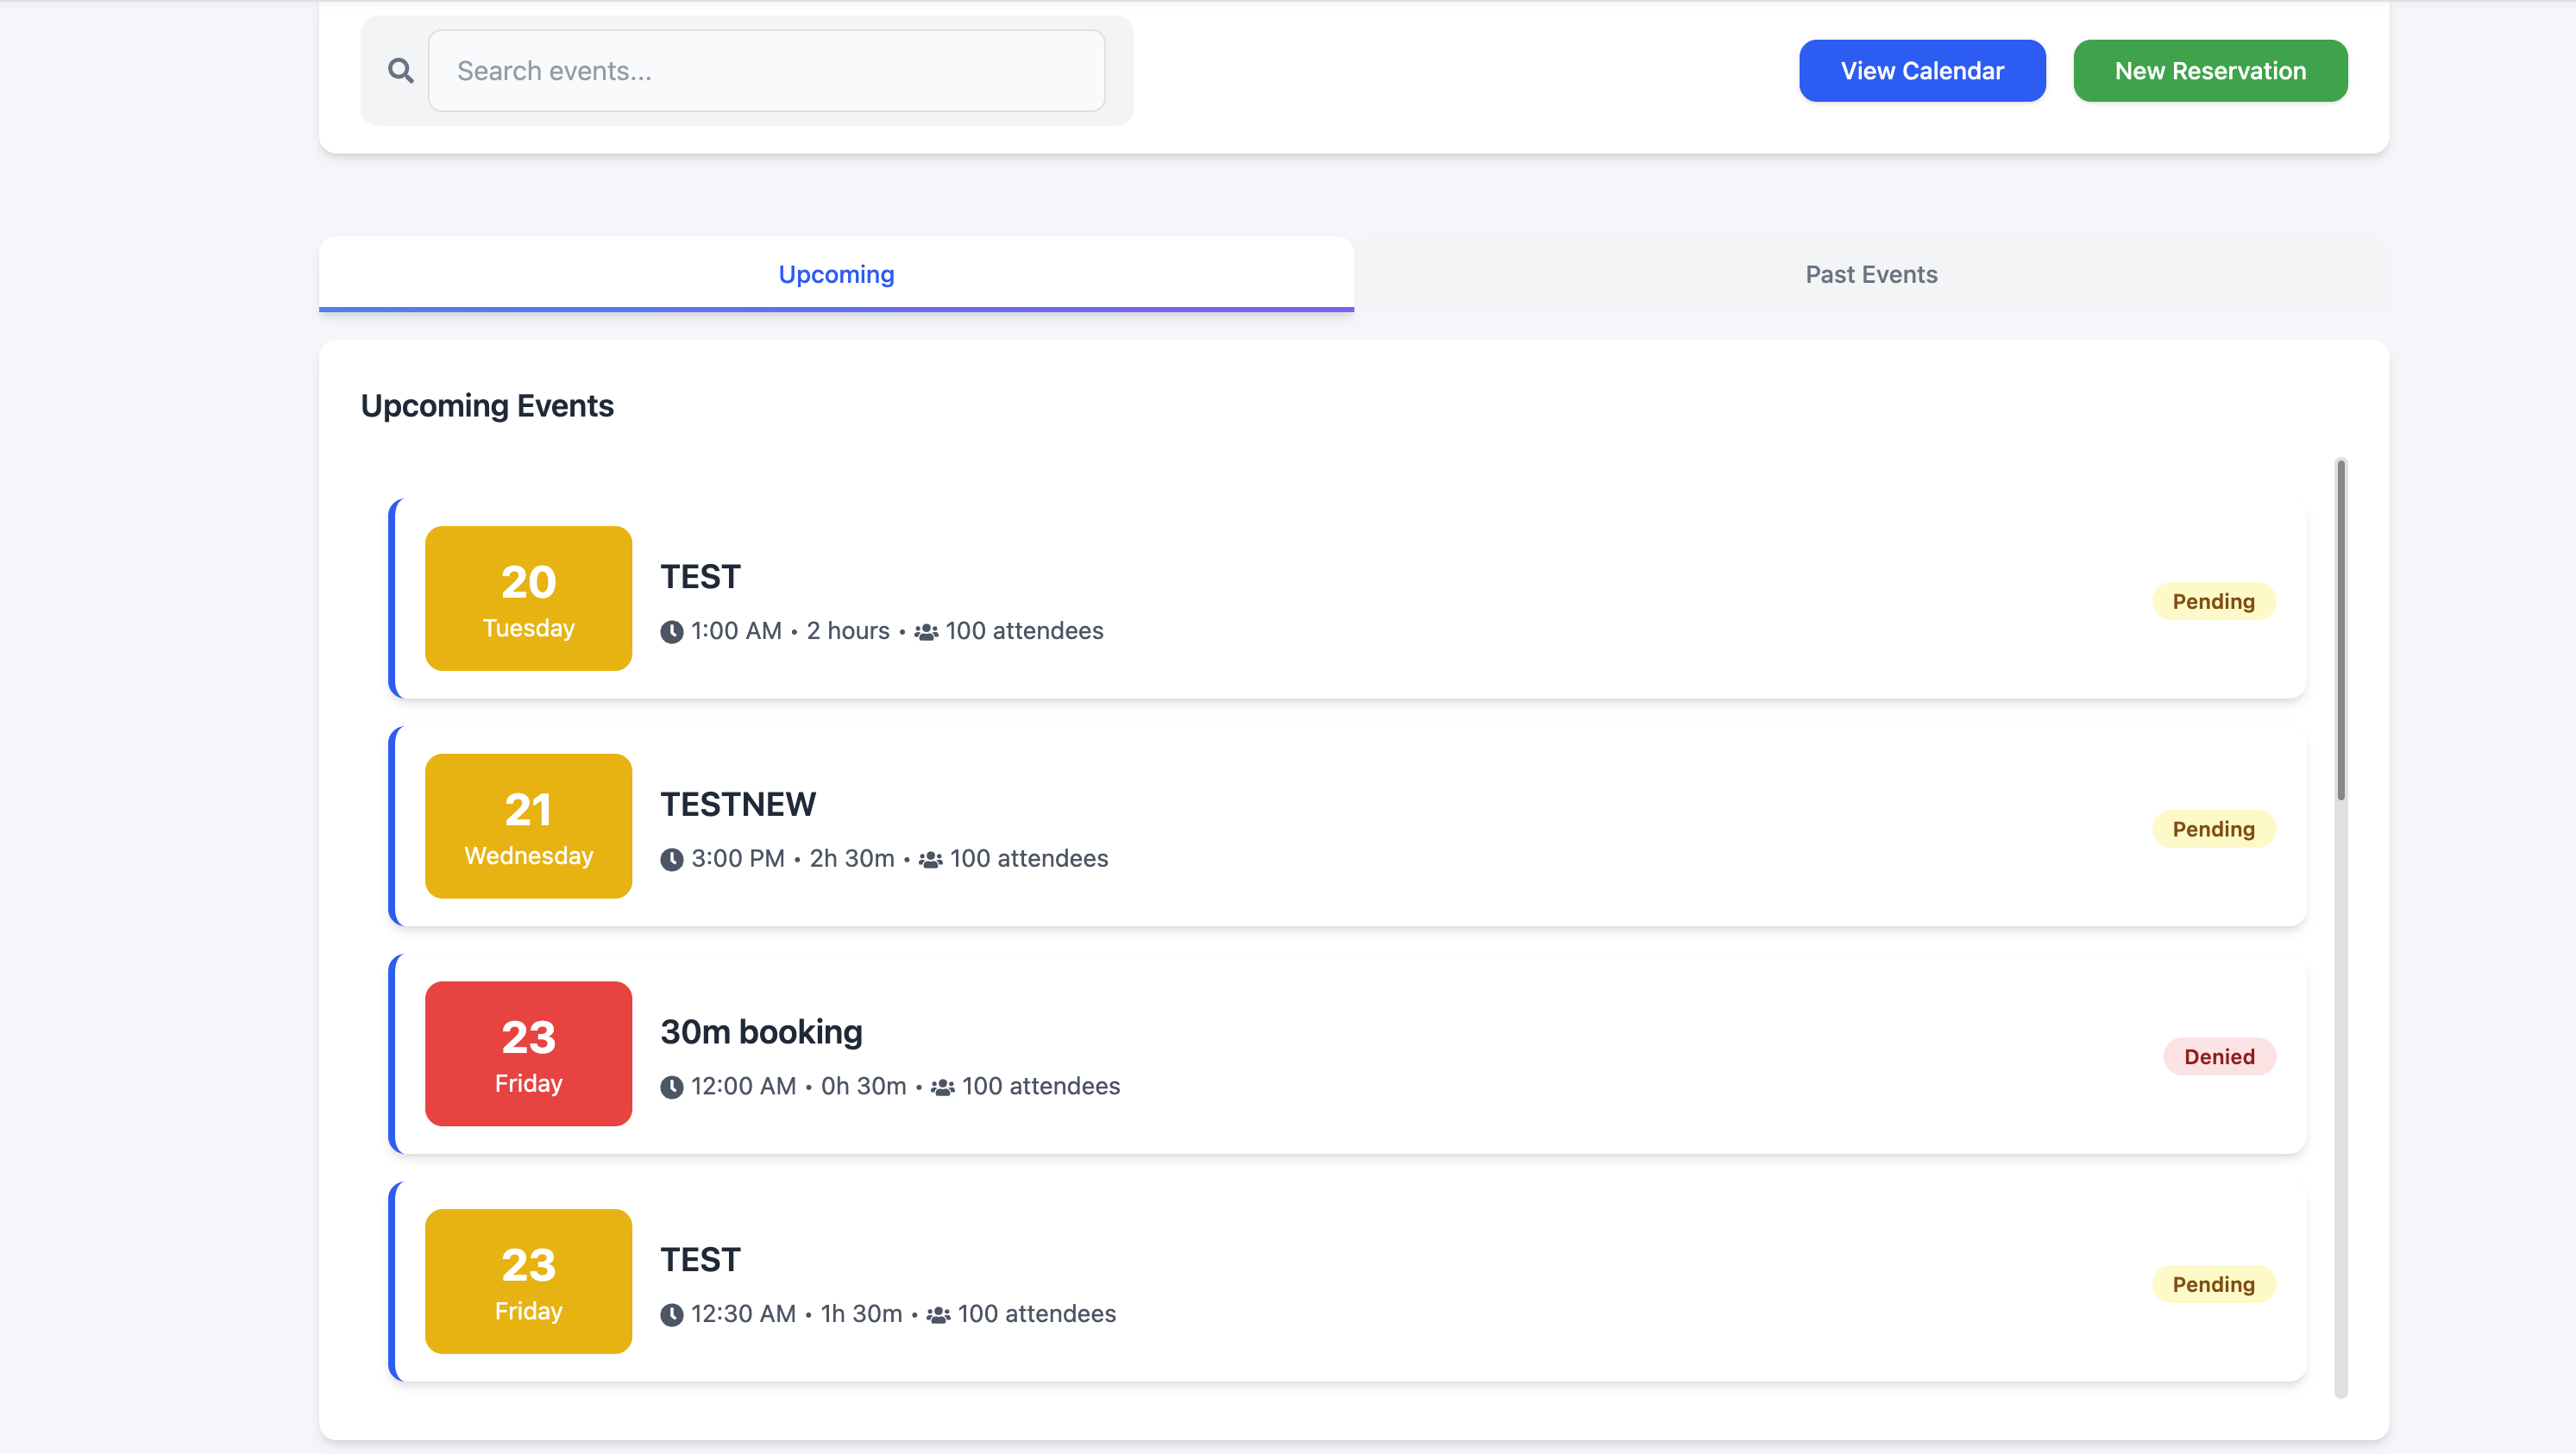 Search events...
View Calendar
New Reservation
Upcoming
Past Events
Upcoming Events
20
Tuesday
TEST
1:00 AM • 2 hours • 100 attendees
Pending
21
Wednesday
TESTNEW
3:00 PM • 2h 30m • 100 attendees
Pending
23
Friday
30m booking
12:00 AM • 0h 30m • 100 attendees
Denied
23
Friday
TEST
12:30 AM • 1h 30m • 100 attendees
Pending